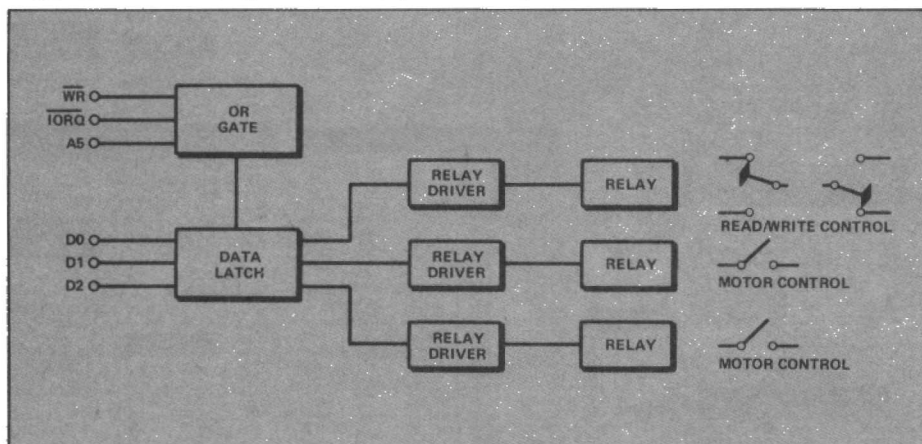 WR
IORQ
A5
OR
GATE
D0
D1
D2
DATA
LATCH
RELAY
DRIVER
RELAY
READ/WRITE CONTROL
RELAY
DRIVER
RELAY
MOTOR CONTROL
RELAY
DRIVER
RELAY
MOTOR CONTROL